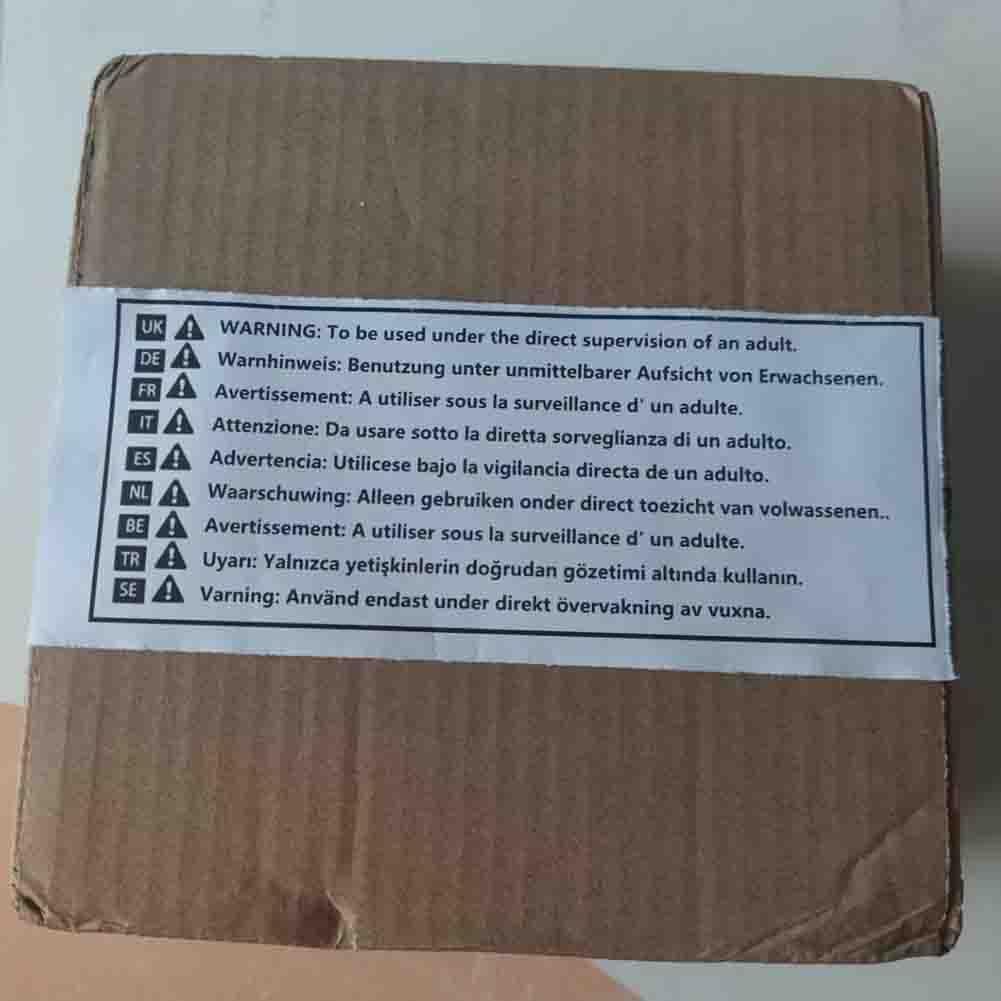 UK WARNING: To be used under the direct supervision of an adult.
DE Warnhinweis: Benutzung unter unmittelbarer Aufsicht von Erwachsenen.
FR Avertissement: A utiliser sous la surveillance d' un adulte.
IT Attenzione: Da usare sotto la diretta sorveglianza di un adulto.
ES Advertencia: Utilicese bajo la vigilancia directa de un adulto.
NL Waarschuwing: Alleen gebruiken onder direct toezicht van volwassenen..
BE Avertissement: A utiliser sous la surveillance d' un adulte.
TR Uyarı: Yalnızca yetişkinlerin doğrudan gözetimi altında kullanın.
SE Varning: Använd endast under direkt övervakning av vuxna.